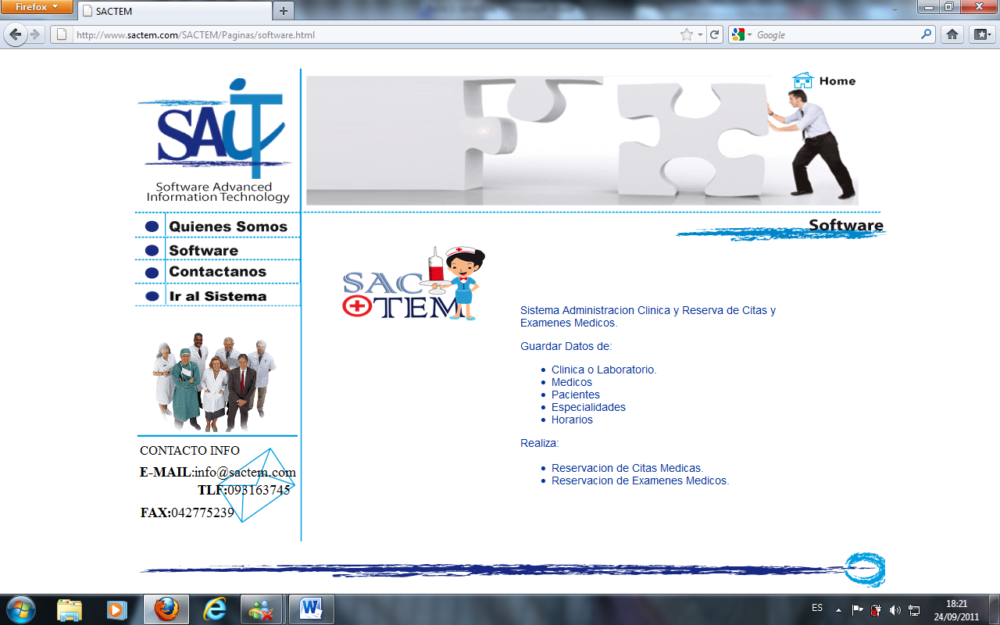 Firefox
SACTEM
http://www.sactem.com/SACTEM/Paginas/software.html
Google
SAIT
Software Advanced
Information Technology
Home
Quienes Somos
Software
Contactanos
Ir al Sistema
Software
SAC
TEM
Sistema Administracion Clinica y Reserva de Citas y
Examenes Medicos.
Guardar Datos de:
Clinica o Laboratorio.
Medicos
Pacientes
Especialidades
Horarios
Realiza:
Reservacion de Citas Medicas.
Reservacion de Examenes Medicos.
CONTACTO INFO
E-MAIL:info@sactem.com
TLF:093163745
FAX:042775239
ES
18:21
24/09/2011